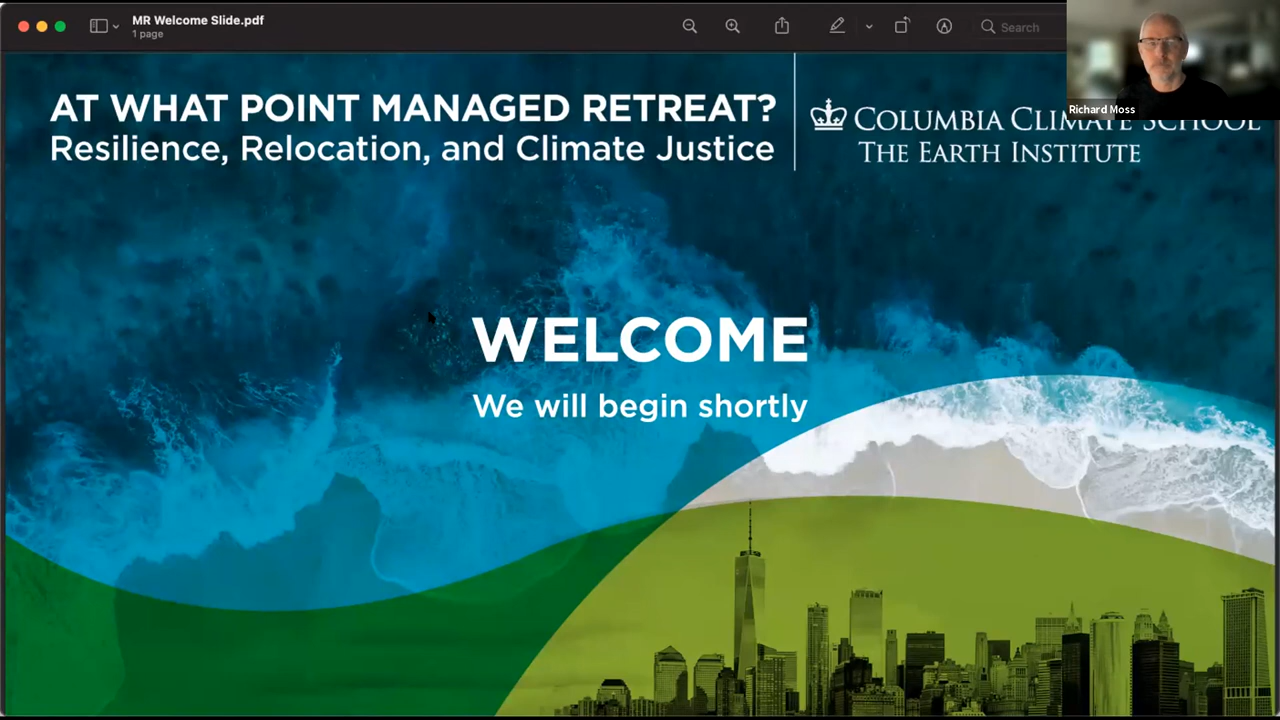 MR Welcome Slide.pdf
1 page
Search
Richard Moss
AT WHAT POINT MANAGED RETREAT?
Resilience, Relocation, and Climate Justice
COLUMBIA CLIMATE SCHOOL
THE EARTH INSTITUTE
WELCOME
We will begin shortly